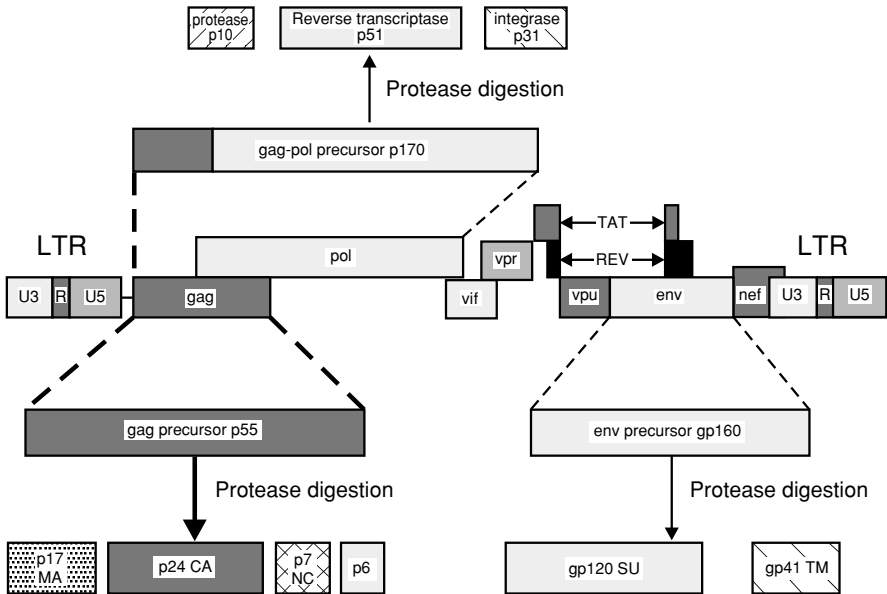 protease
p10
Reverse transcriptase
p51
integrase
p31
Protease digestion
gag-pol precursor p170
LTR
pol
vpr
TAT
REV
LTR
U3
R
U5
gag
vif
vpu
env
nef
U3
R
U5
gag precursor p55
env precursor gp160
Protease digestion
Protease digestion
p17
MA
p24 CA
p7
NC
p6
gp120 SU
gp41 TM